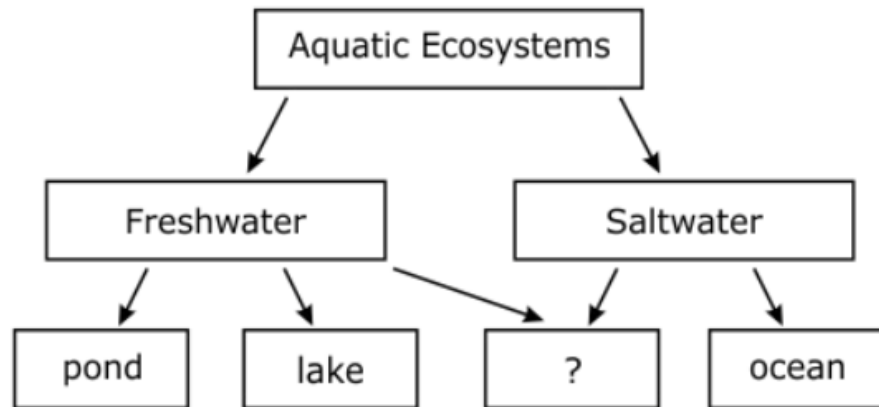 Aquatic Ecosystems
Freshwater
Saltwater
pond
lake
?
ocean